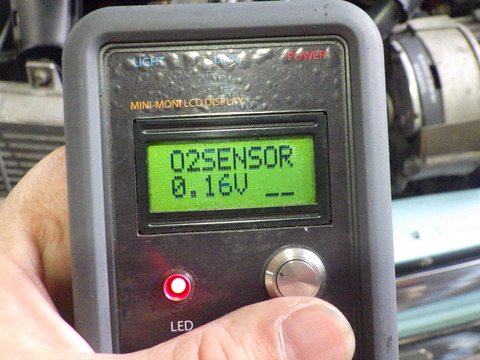 LIGHT
POWER
MINI-MONI LCD DISPLAY
O2SENSOR
0.16V __
LED